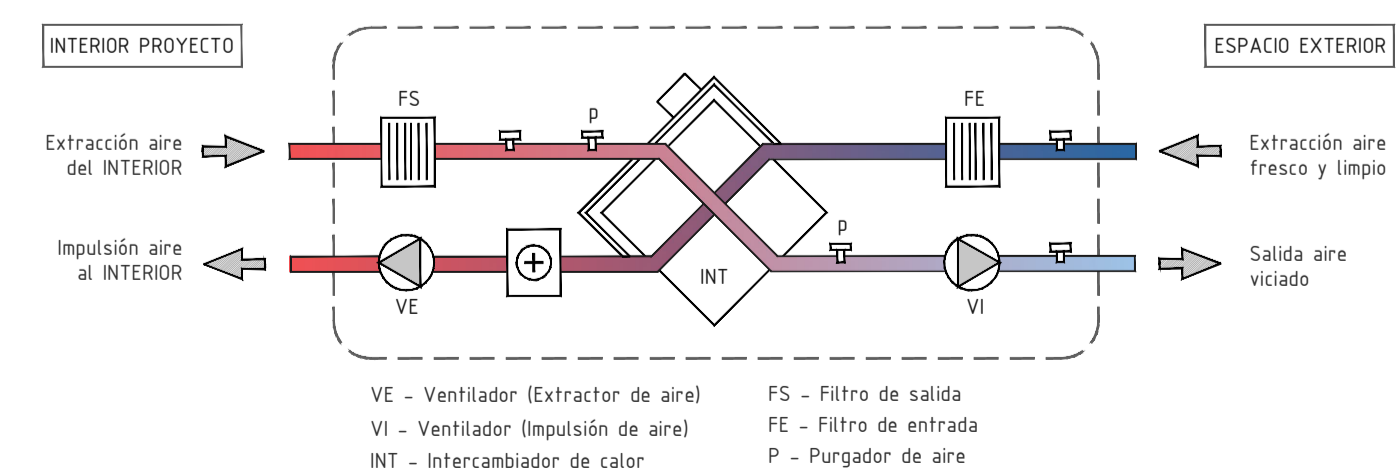 INTERIOR PROYECTO
ESPACIO EXTERIOR
FS
P
FE
Extracción aire
del INTERIOR
Extracción aire
fresco y limpio
Impulsión aire
al INTERIOR
P
Salida aire
viciado
INT
VE
VI
VE - Ventilador (Extractor de aire)
VI - Ventilador (Impulsión de aire)
INT - Intercambiador de calor
FS - Filtro de salida
FE - Filtro de entrada
P - Purgador de aire